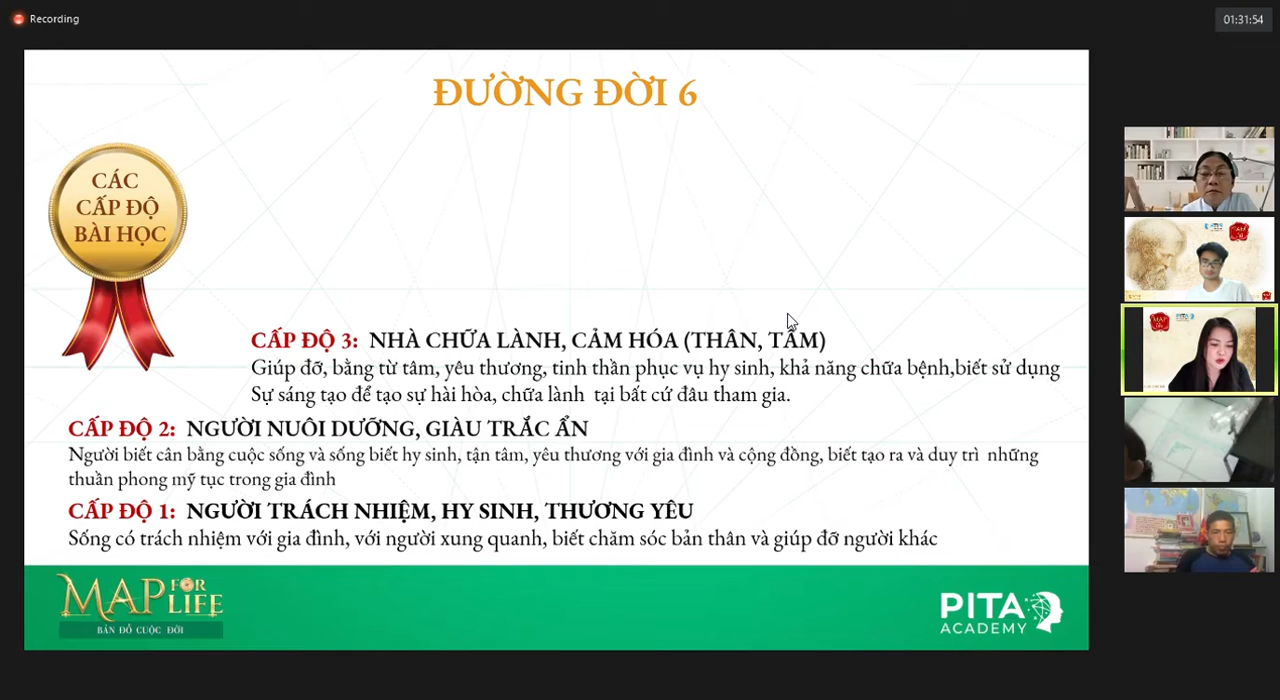 Recording
01:31:54
ĐƯỜNG ĐỜI 6
CÁC
CẤP ĐỘ
BÀI HỌC
CẤP ĐỘ 3: NHÀ CHỮA LÀNH, CẢM HÓA (THÂN, TÂM)
Giúp đỡ, bằng từ tâm, yêu thương, tinh thần phục vụ hy sinh, khả năng chữa bệnh,biết sử dụng
Sự sáng tạo để tạo sự hài hòa, chữa lành tại bất cứ đâu tham gia.
CẤP ĐỘ 2: NGƯỜI NUÔI DƯỠNG, GIÀU TRẮC ẨN
Người biết cân bằng cuộc sống và sống biết hy sinh, tận tâm, yêu thương với gia đình và cộng đồng, biết tạo ra và duy trì những
thuần phong mỹ tục trong gia đình
CẤP ĐỘ 1: NGƯỜI TRÁCH NHIỆM, HY SINH, THƯƠNG YÊU
Sống có trách nhiệm với gia đình, với người xung quanh, biết chăm sóc bản thân và giúp đỡ người khác
MAP FOR LIFE
BẢN ĐỒ CUỘC ĐỜI
PITA
ACADEMY